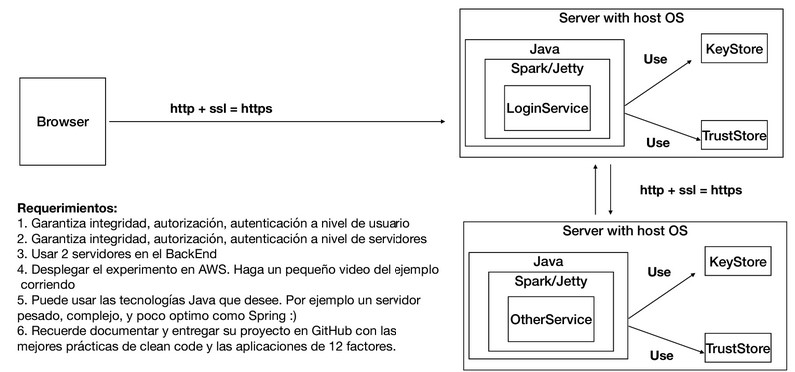 Server with host OS
Java
Spark/Jetty
LoginService
Use
KeyStore
Use
TrustStore
Browser
http + ssl = https
http + ssl = https
Server with host OS
Java
Spark/Jetty
OtherService
Use
KeyStore
Use
TrustStore
Requerimientos:
1. Garantiza integridad, autorización, autenticación a nivel de usuario
2. Garantiza integridad, autorización, autenticación a nivel de servidores
3. Usar 2 servidores en el BackEnd
4. Desplegar el experimento en AWS. Haga un pequeño video del ejemplo
corriendo
5. Puede usar las tecnologías Java que desee. Por ejemplo un servidor
pesado, complejo, y poco optimo como Spring :)
6. Recuerde documentar y entregar su proyecto en GitHub con las
mejores prácticas de clean code y las aplicaciones de 12 factores.